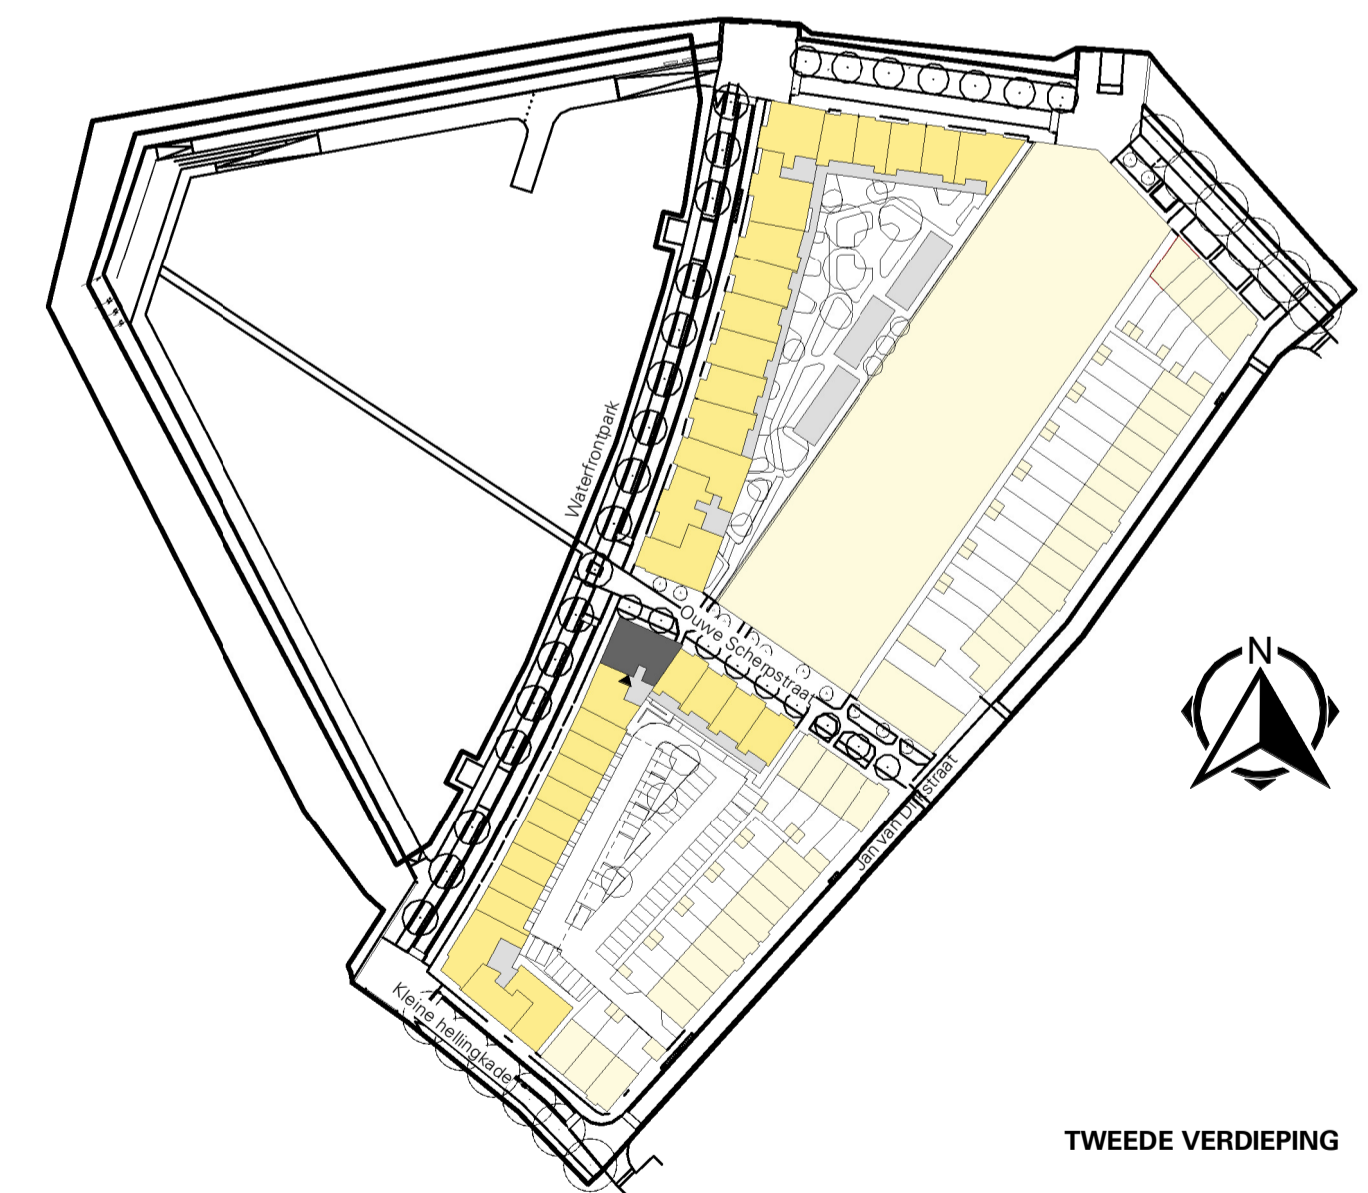 Waterfrontpark
Ouwe Scherpstraat
Jan van Dijkstraat
Kleine hellingkade
N
TWEEDE VERDIEPING